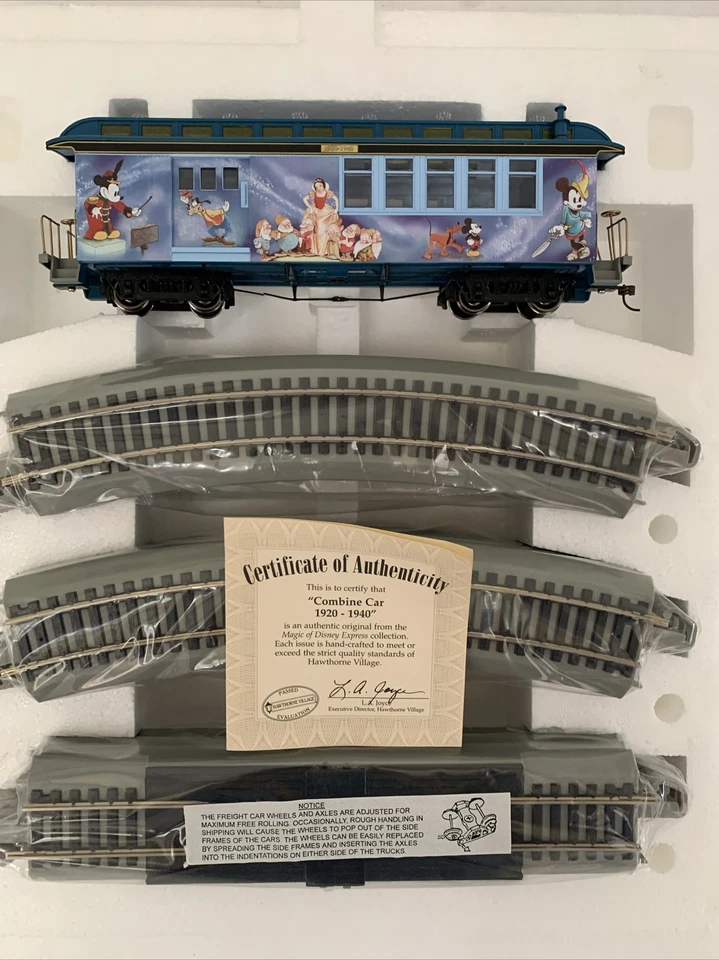 1920-1940
Certificate of Authenticity
This is to certify that
"Combine Car
1920 - 1940"
is an authentic original from the
Magic of Disney Express collection.
Each issue is hand-crafted to meet or
exceed the strict quality standards of
Hawthorne Village.
PASSED
HAWTHORNE VILLAGE
EVALUATION
L. A. Joyce
L.A. Joyce
Executive Director, Hawthorne Village
NOTICE
THE FREIGHT CAR WHEELS AND AXLES ARE ADJUSTED FOR
MAXIMUM FREE ROLLING. OCCASIONALLY, ROUGH HANDLING IN
SHIPPING WILL CAUSE THE WHEELS TO POP OUT OF THE SIDE
FRAMES OF THE CARS. THE WHEELS CAN BE EASILY REPLACED
BY SPREADING THE SIDE FRAMES AND INSERTING THE AXLES
INTO THE INDENTATIONS ON EITHER SIDE OF THE TRUCKS.